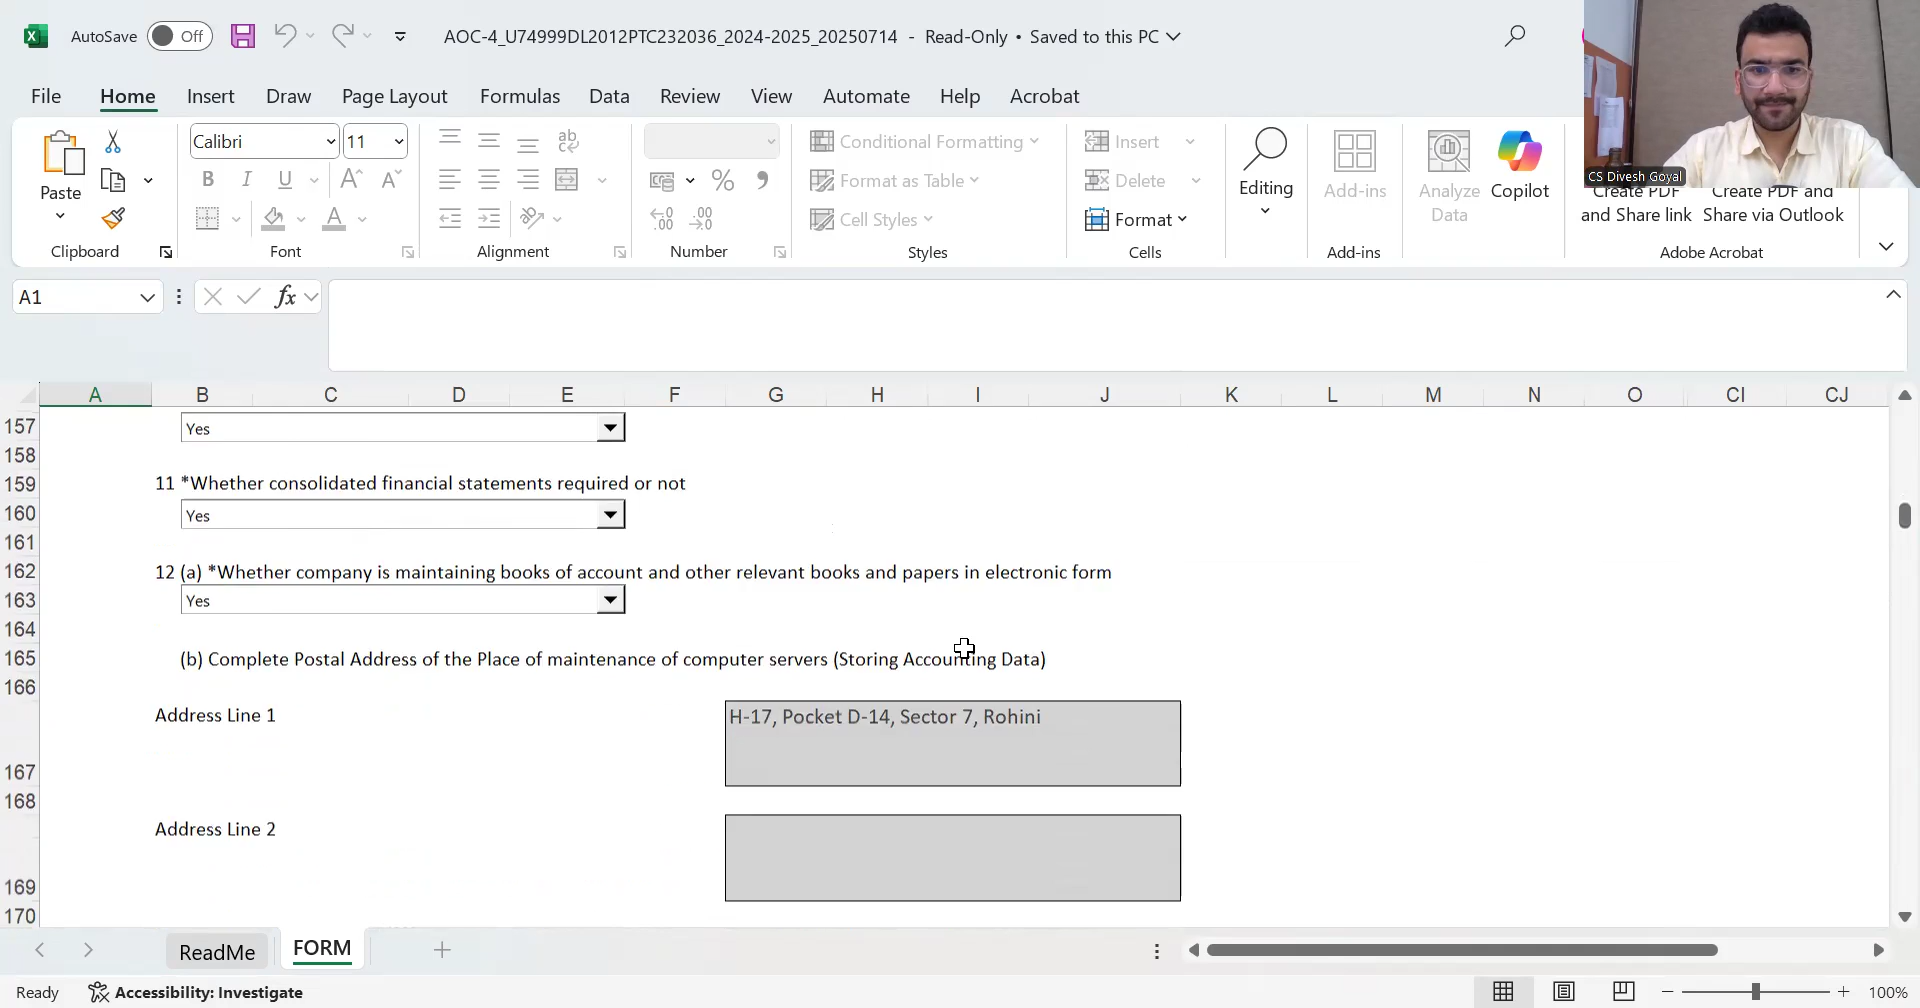 AutoSave Off AOC-4_U74999DL2012PTC232036_2024-2025_20250714 - Read-Only • Saved to this PC
File Home Insert Draw Page Layout Formulas Data Review View Automate Help Acrobat
Calibri 11 ab Conditional Formatting Insert
Paste B I U A A % Format as Table Delete Editing Add-ins Analyze Data Copilot CS Divesh Goyal Create PDF and Share link Create PDF and Share via Outlook
A Cell Styles Format
Clipboard Font Alignment Number Styles Cells Add-ins Adobe Acrobat
A1 fx
A B C D E F G H I J K L M N O CI CJ
157 Yes
158
159 11 *Whether consolidated financial statements required or not
160 Yes
161
162 12 (a) *Whether company is maintaining books of account and other relevant books and papers in electronic form
163 Yes
164
165 (b) Complete Postal Address of the Place of maintenance of computer servers (Storing Accounting Data)
166
Address Line 1 H-17, Pocket D-14, Sector 7, Rohini
167
168
Address Line 2
169
170
ReadMe FORM
Ready Accessibility: Investigate 100%